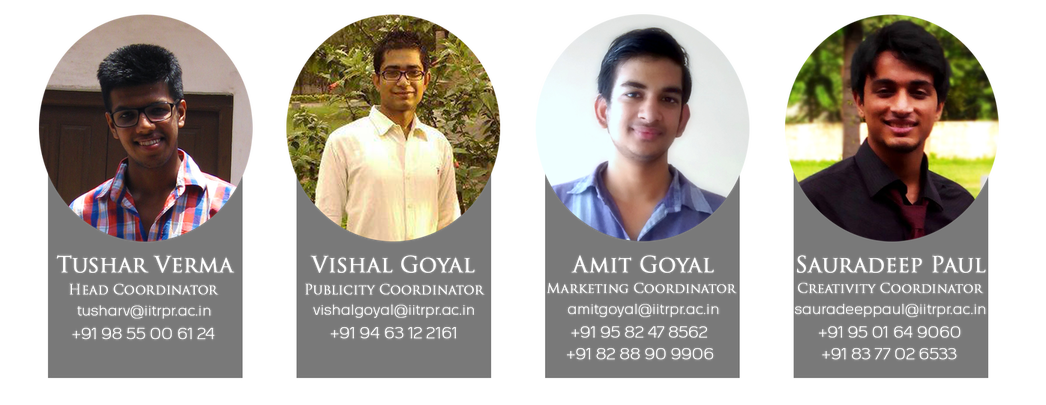 Tushar Verma
Head Coordinator
tusharv@iitrpr.ac.in
+91 98 55 00 61 24
Vishal Goyal
Publicity Coordinator
vishalgoyal@iitrpr.ac.in
+91 94 63 12 2161
Amit Goyal
Marketing Coordinator
amitgoyal@iitrpr.ac.in
+91 95 82 47 8562
+91 82 88 90 9906
Sauradeep Paul
Creativity Coordinator
sauradeeppaul@iitrpr.ac.in
+91 95 01 64 9060
+91 83 77 02 6533